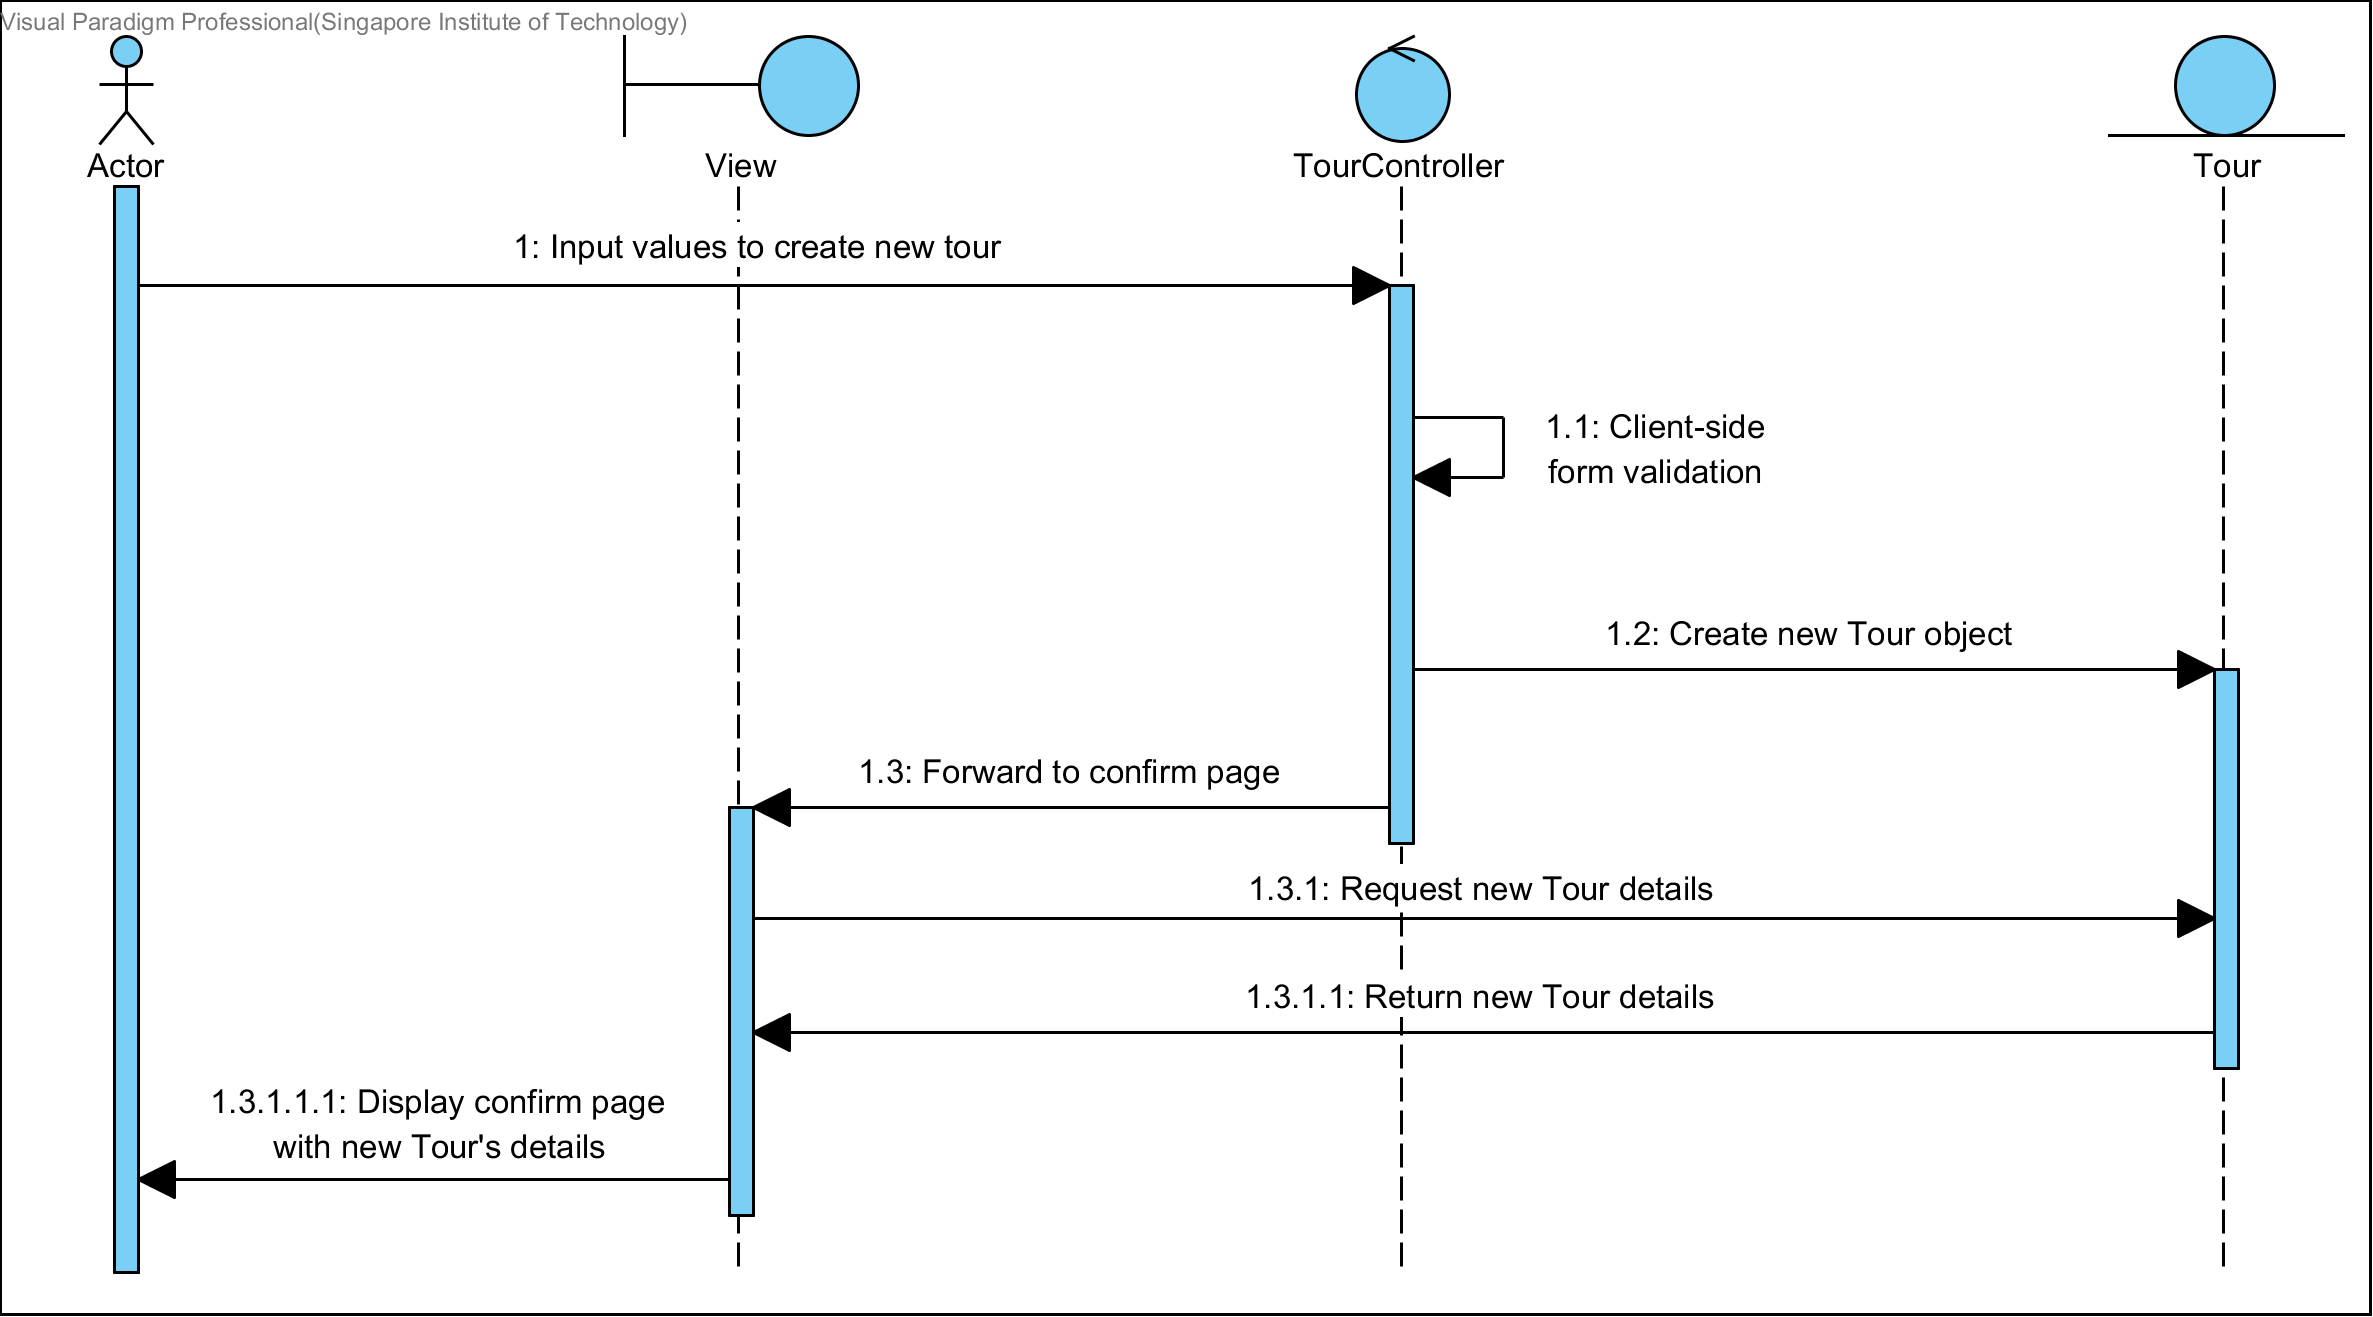 Visual Paradigm Professional(Singapore Institute of Technology)
Actor
View
TourController
Tour
1: Input values to create new tour
1.1: Client-side
form validation
1.2: Create new Tour object
1.3: Forward to confirm page
1.3.1: Request new Tour details
1.3.1.1: Return new Tour details
1.3.1.1.1: Display confirm page
with new Tour's details